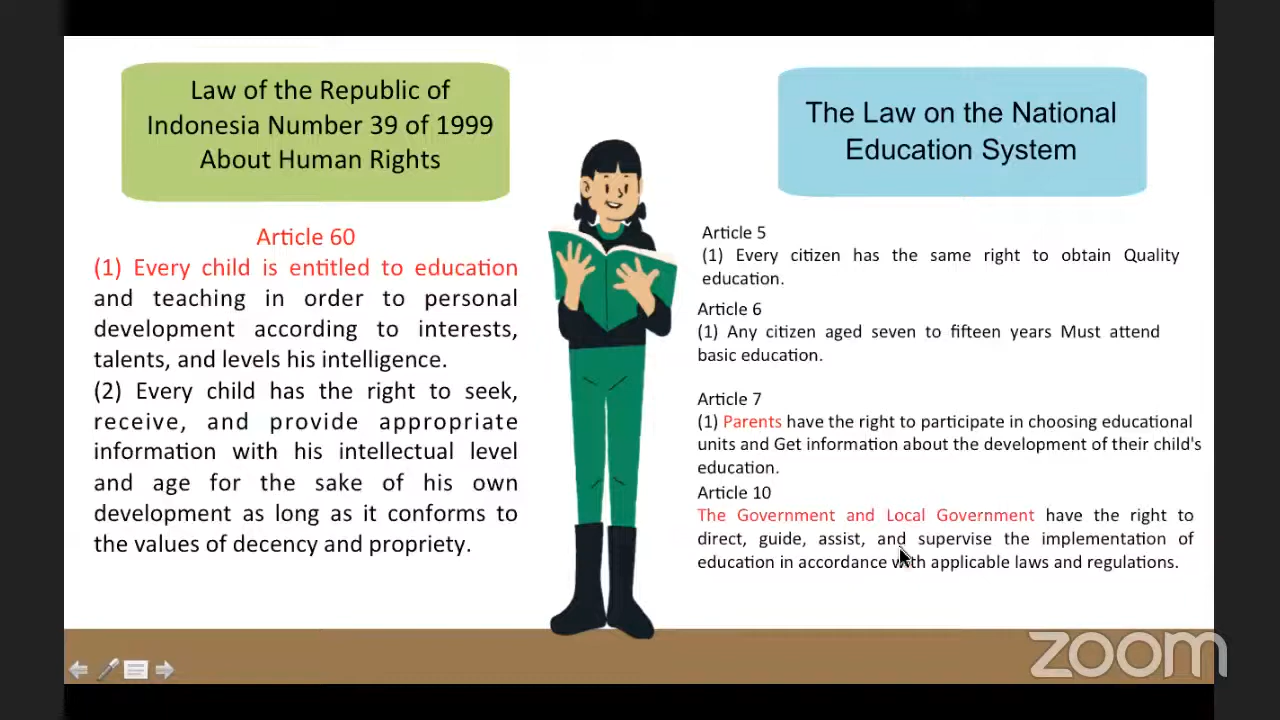 Law of the Republic of
Indonesia Number 39 of 1999
About Human Rights
Article 60
(1) Every child is entitled to education
and teaching in order to personal
development according to interests,
talents, and levels his intelligence.
(2) Every child has the right to seek,
receive, and provide appropriate
information with his intellectual level
and age for the sake of his own
development as long as it conforms to
the values of decency and propriety.
The Law on the National
Education System
Article 5
(1) Every citizen has the same right to obtain Quality
education.
Article 6
(1) Any citizen aged seven to fifteen years Must attend
basic education.
Article 7
(1) Parents have the right to participate in choosing educational
units and Get information about the development of their child's
education.
Article 10
The Government and Local Government have the right to
direct, guide, assist, and supervise the implementation of
education in accordance with applicable laws and regulations.
zoom